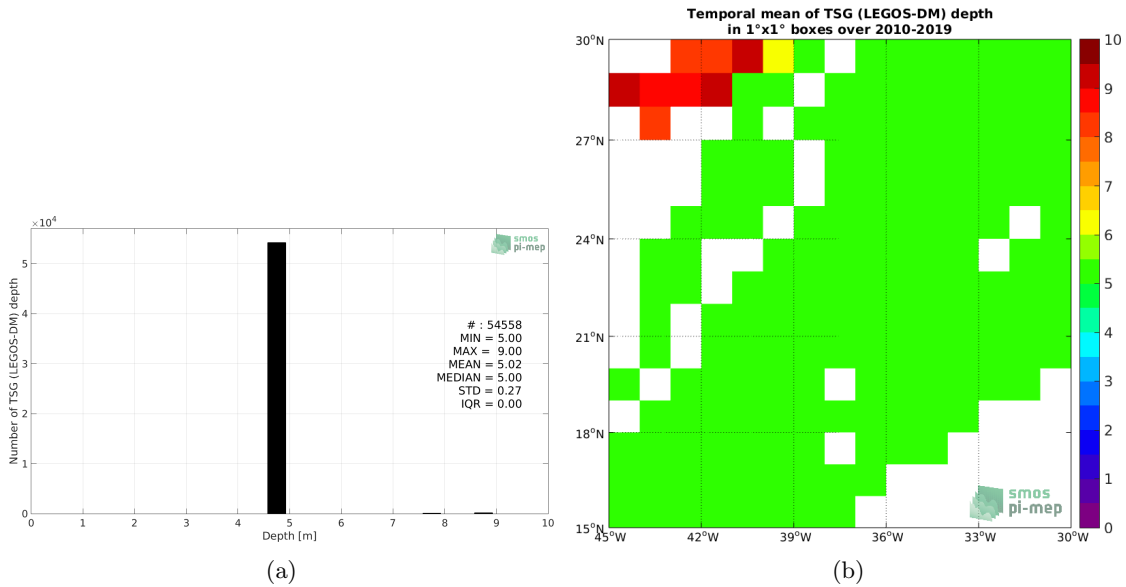 ×10⁴
5
4
3
2
1
0
Number of TSG (LEGOS-DM) depth
smos
pi-mep
# : 54558
MIN = 5.00
MAX = 9.00
MEAN = 5.02
MEDIAN = 5.00
STD = 0.27
IQR = 0.00
0 1 2 3 4 5 6 7 8 9 10
Depth [m]
(a)
Temporal mean of TSG (LEGOS-DM) depth
in 1°x1° boxes over 2010-2019
30°N
27°N
24°N
21°N
18°N
15°N
45°W 42°W 39°W 36°W 33°W 30°W
smos
pi-mep
10
9
8
7
6
5
4
3
2
1
0
(b)